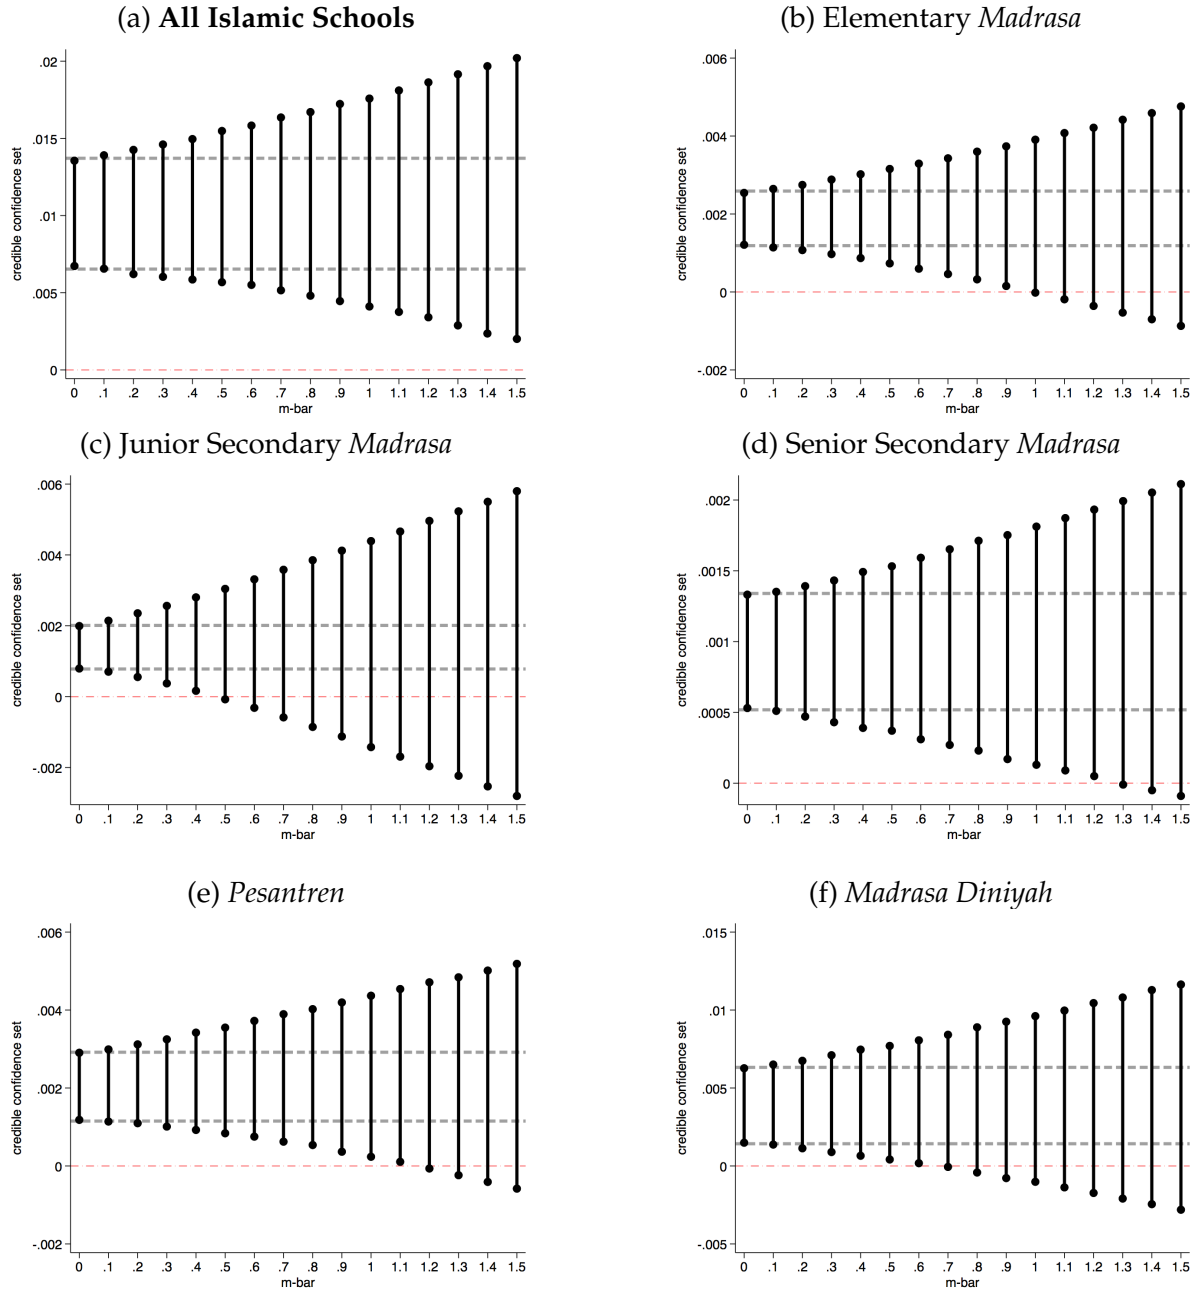 (a) All Islamic Schools
credible confidence set
.02
.015
.01
.005
0
0 .1 .2 .3 .4 .5 .6 .7 .8 .9 1 1.1 1.2 1.3 1.4 1.5
m-bar
(b) Elementary Madrasa
credible confidence set
.006
.004
.002
0
-.002
0 .1 .2 .3 .4 .5 .6 .7 .8 .9 1 1.1 1.2 1.3 1.4 1.5
m-bar
(c) Junior Secondary Madrasa
credible confidence set
.006
.004
.002
0
-.002
0 .1 .2 .3 .4 .5 .6 .7 .8 .9 1 1.1 1.2 1.3 1.4 1.5
m-bar
(d) Senior Secondary Madrasa
credible confidence set
.002
.0015
.001
.0005
0
0 .1 .2 .3 .4 .5 .6 .7 .8 .9 1 1.1 1.2 1.3 1.4 1.5
m-bar
(e) Pesantren
credible confidence set
.006
.004
.002
0
-.002
0 .1 .2 .3 .4 .5 .6 .7 .8 .9 1 1.1 1.2 1.3 1.4 1.5
m-bar
(f) Madrasa Diniyah
credible confidence set
.015
.01
.005
0
-.005
0 .1 .2 .3 .4 .5 .6 .7 .8 .9 1 1.1 1.2 1.3 1.4 1.5
m-bar